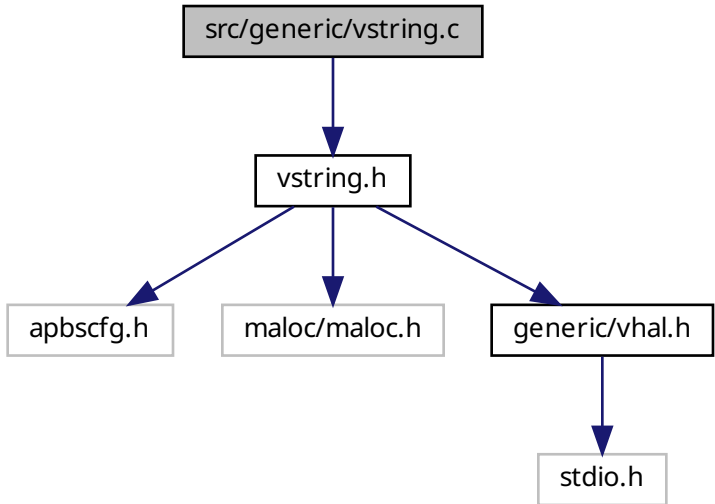 src/generic/vstring.c
vstring.h
apbscfg.h
maloc/maloc.h
generic/vhal.h
stdio.h